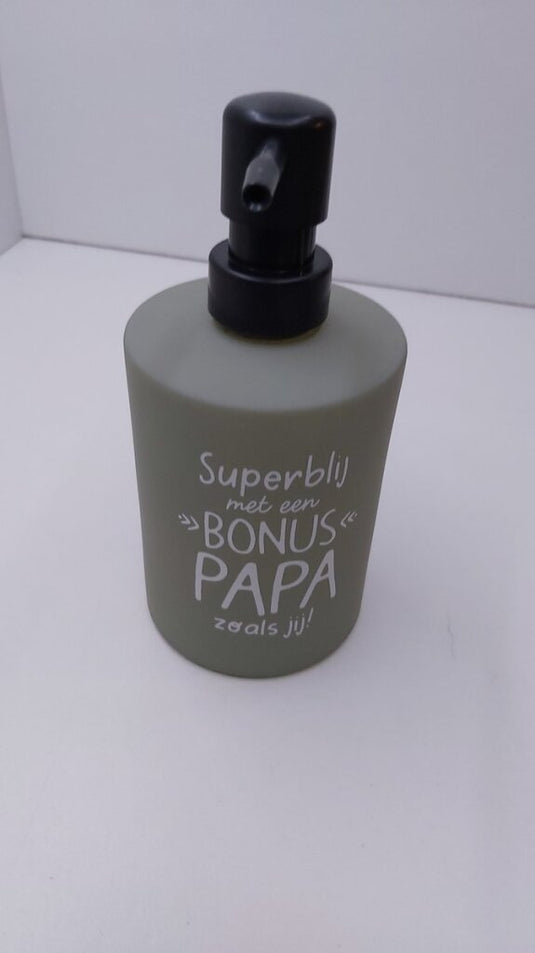 Superblij
met een
»BONUS«
PAPA
zoals jij!